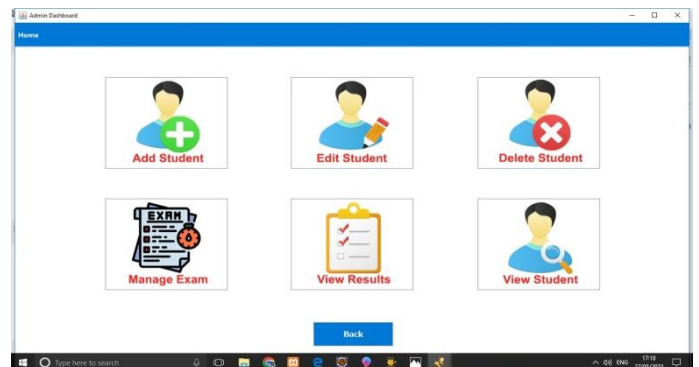 Admin Dashboard
Home
Add Student
Edit Student
Delete Student
EXAM
Manage Exam
View Results
View Student
Back
Type here to search
ENG
17:18